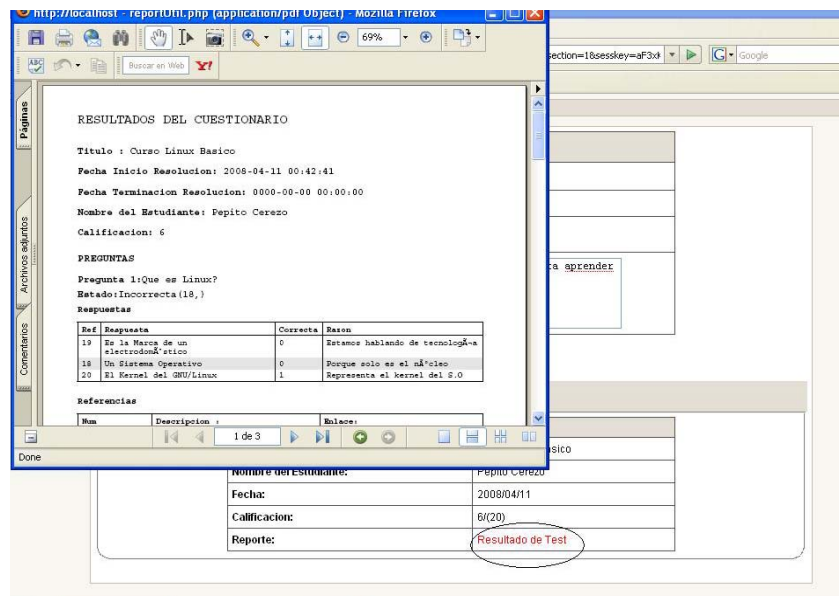 http://localhost - reportUtil.php (application/pdf Object) - Mozilla Firefox
69%
Buscar en Web Y!
section=1&sesskey=aF3x
G Google
Páginas
Archivos adjuntos
Comentarios
RESULTADOS DEL CUESTIONARIO
Titulo : Curso Linux Basico
Fecha Inicio Resolucion: 2008-04-11 00:42:41
Fecha Terminacion Resolucion: 0000-00-00 00:00:00
Nombre del Estudiante: Pepito Cerezo
Calificacion: 6
PREGUNTAS
Pregunta 1:Que es Linux?
Estado:Incorrecta(18,)
Respuestas
Ref Respuesta Correcta Razon
19 Es la Marca de un electrodomÃ©stico 0 Estamos hablando de tecnologÃ­a
18 Un Sistema Operativo 0 Porque solo es el nÃºcleo
20 El Kernel del GNU/Linux 1 Representa el kernel del S.O
Referencias
Num Descripcion : Enlace:
1 de 3
Done
aprender
Nombre del Estudiante: Pepito Cerezo
Fecha: 2008/04/11
Calificacion: 6/(20)
Reporte: Resultado de Test